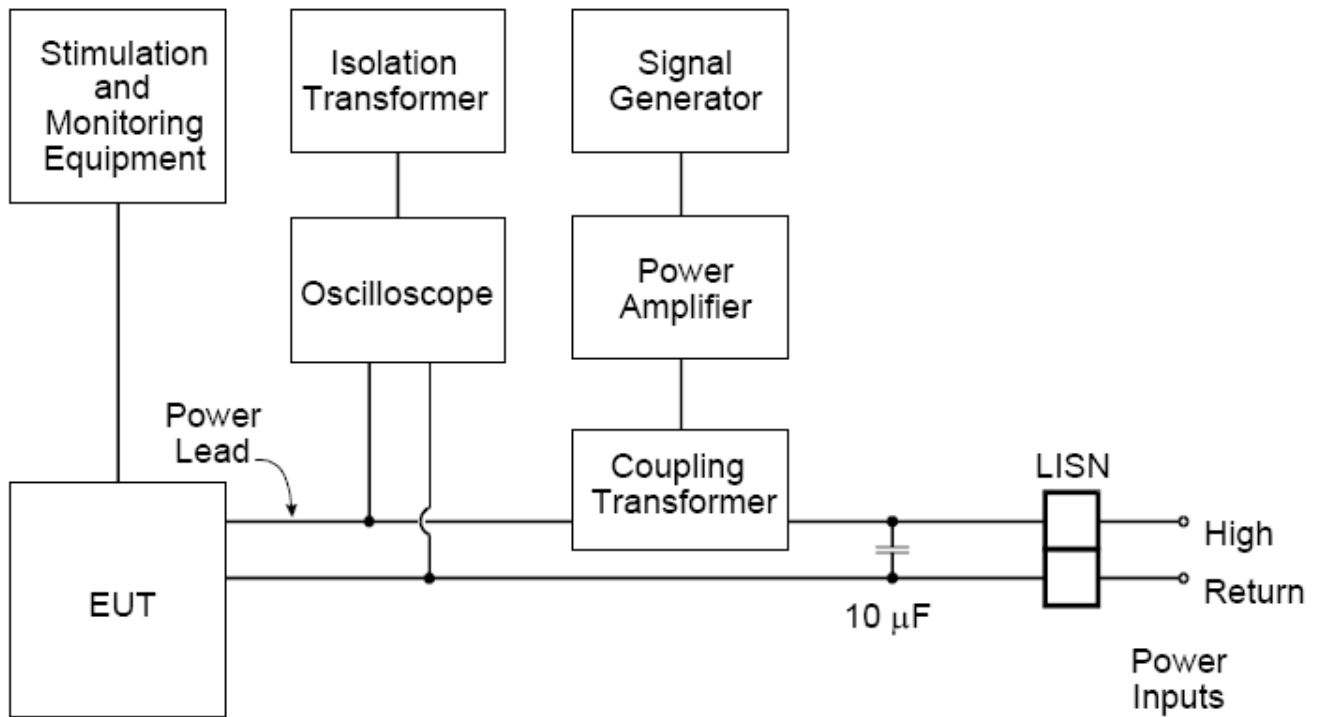 Stimulation
and
Monitoring
Equipment
Isolation
Transformer
Signal
Generator
Oscilloscope
Power
Amplifier
Power
Lead
Coupling
Transformer
LISN
High
EUT
Return
10 μF
Power
Inputs